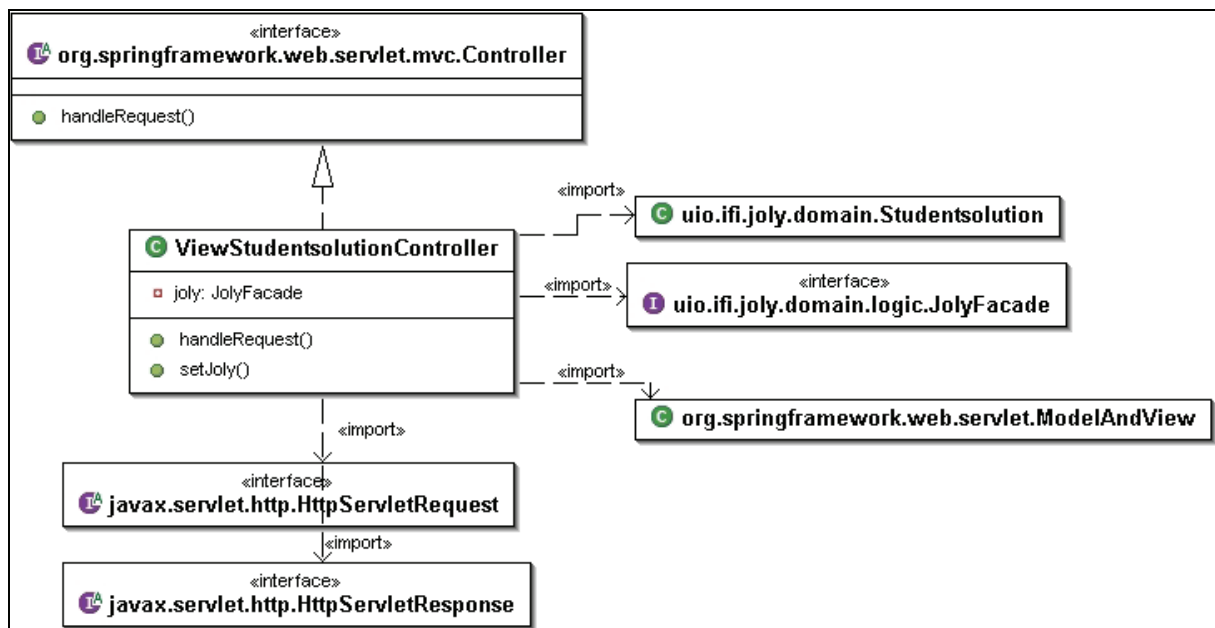 «interface»
org.springframework.web.servlet.mvc.Controller
handleRequest()
«import»
uio.ifi.joly.domain.Studentsolution
ViewStudentsolutionController
joly: JolyFacade
«import»
«interface»
uio.ifi.joly.domain.logic.JolyFacade
handleRequest()
setJoly()
«import»
org.springframework.web.servlet.ModelAndView
«import»
«interface»
javax.servlet.http.HttpServletRequest
«import»
«interface»
javax.servlet.http.HttpServletResponse